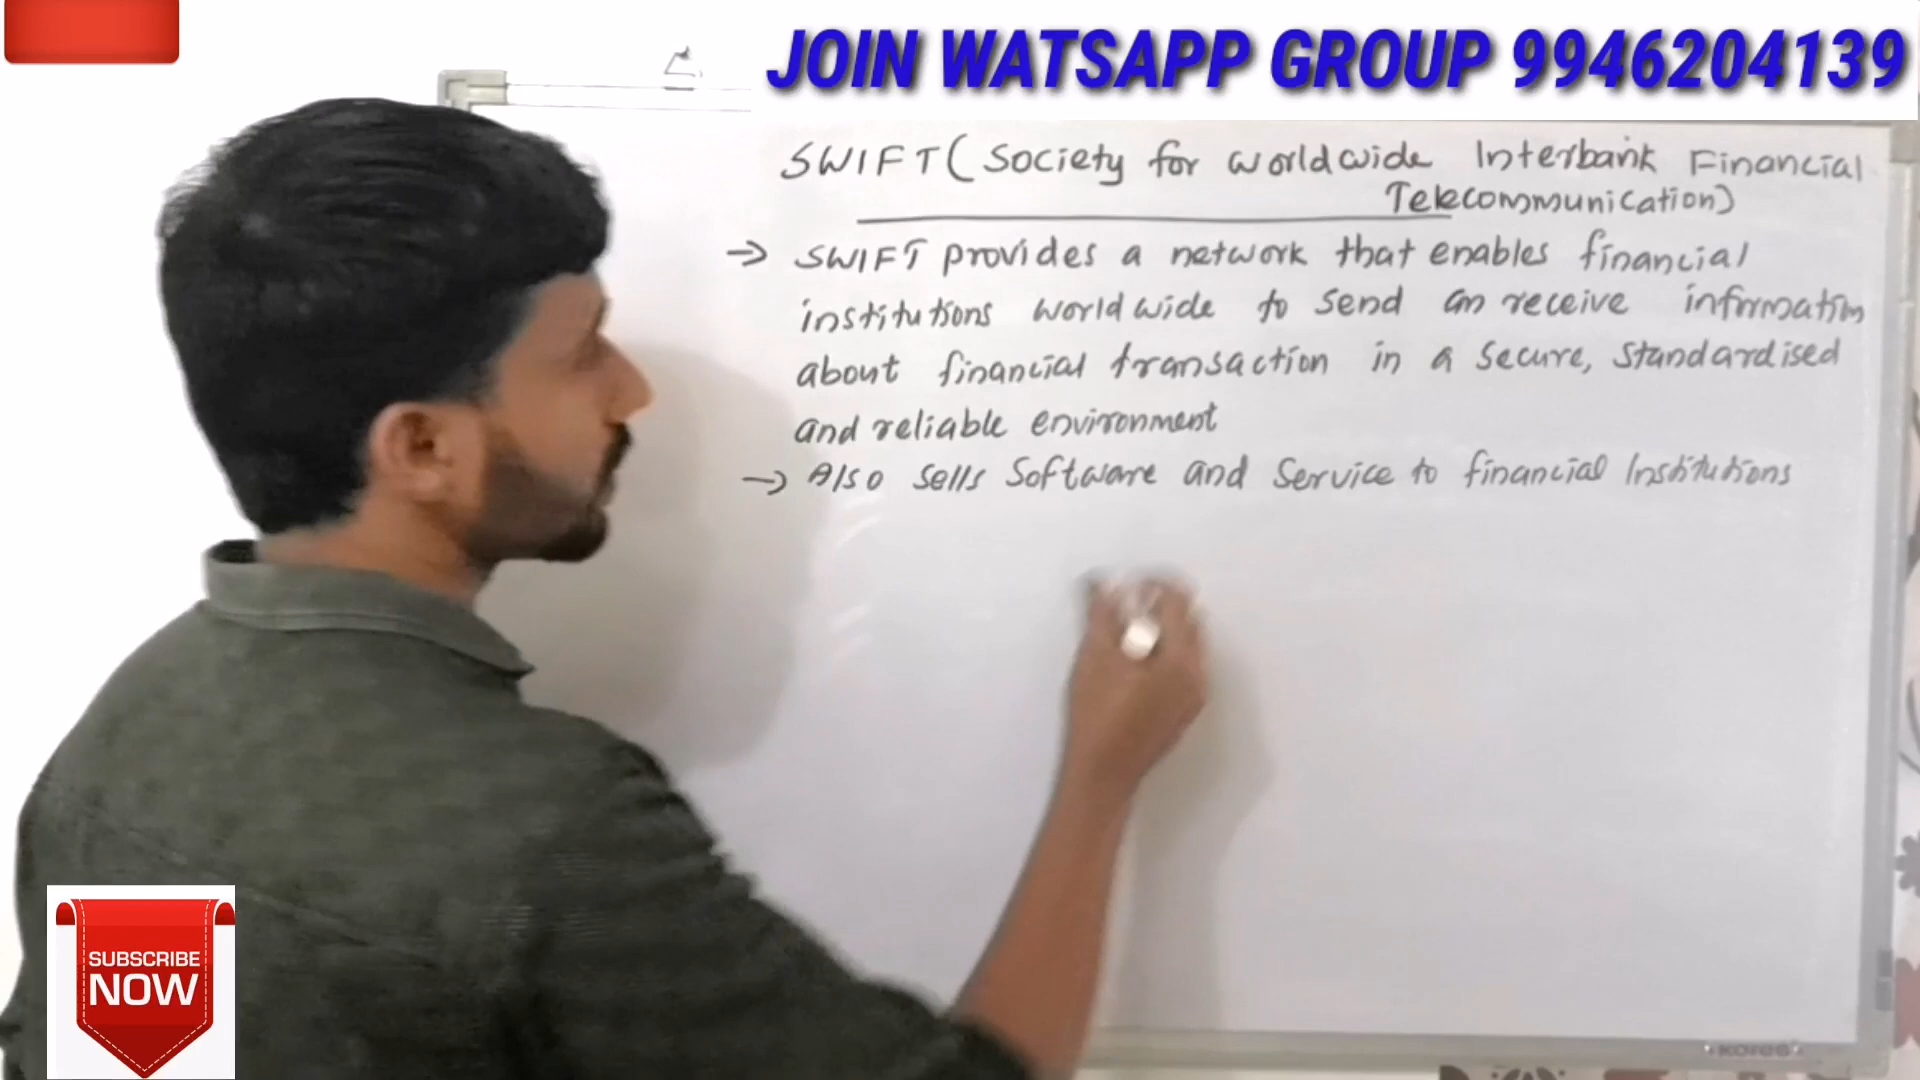 JOIN WATSAPP GROUP 9946204139
SWIFT (Society for worldwide Interbank Financial
Telecommunication)
→ SWIFT provides a network that enables financial
institutions world wide to send an receive information
about financial transaction in a secure, standardised
and reliable environment
→ Also sells Software and Service to financial Institutions
SUBSCRIBE
NOW
kores